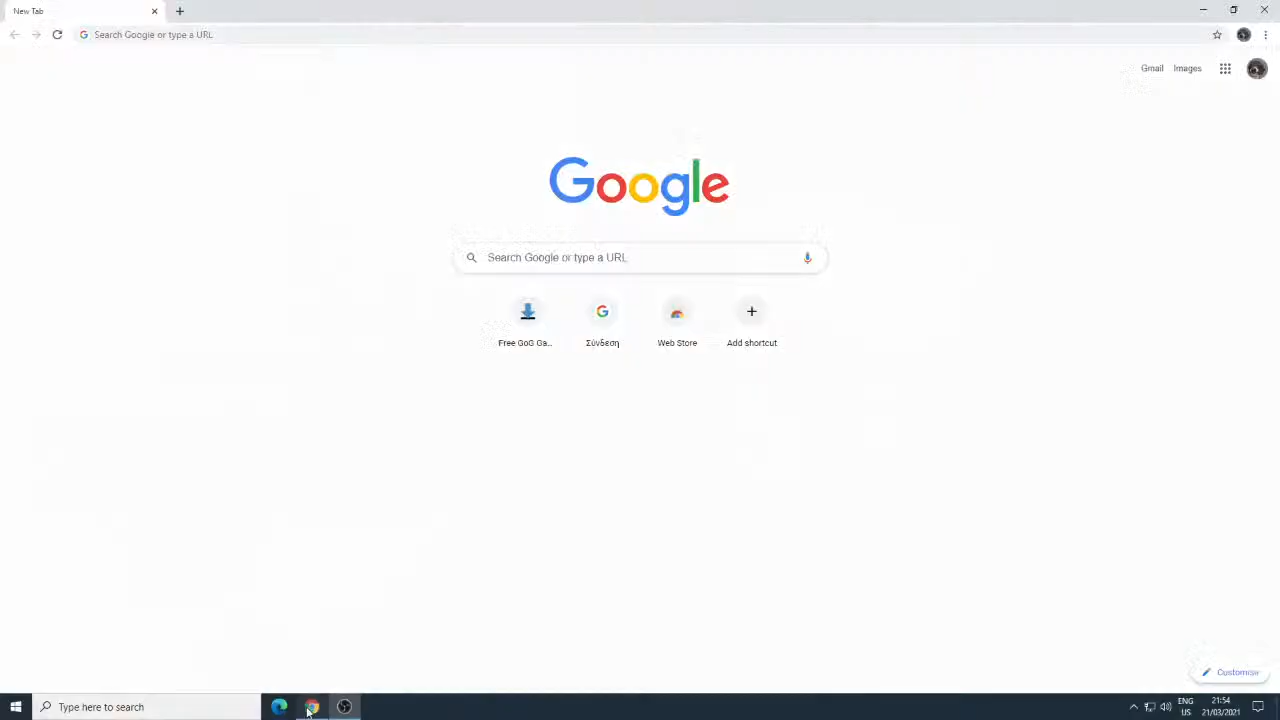 New Tab
Search Google or type a URL
Gmail Images
Google
Search Google or type a URL
Free GoG Ga...
Σύνδεση
Web Store
Add shortcut
Customise
Type here to search
ENG
US
21:54
21/03/2021